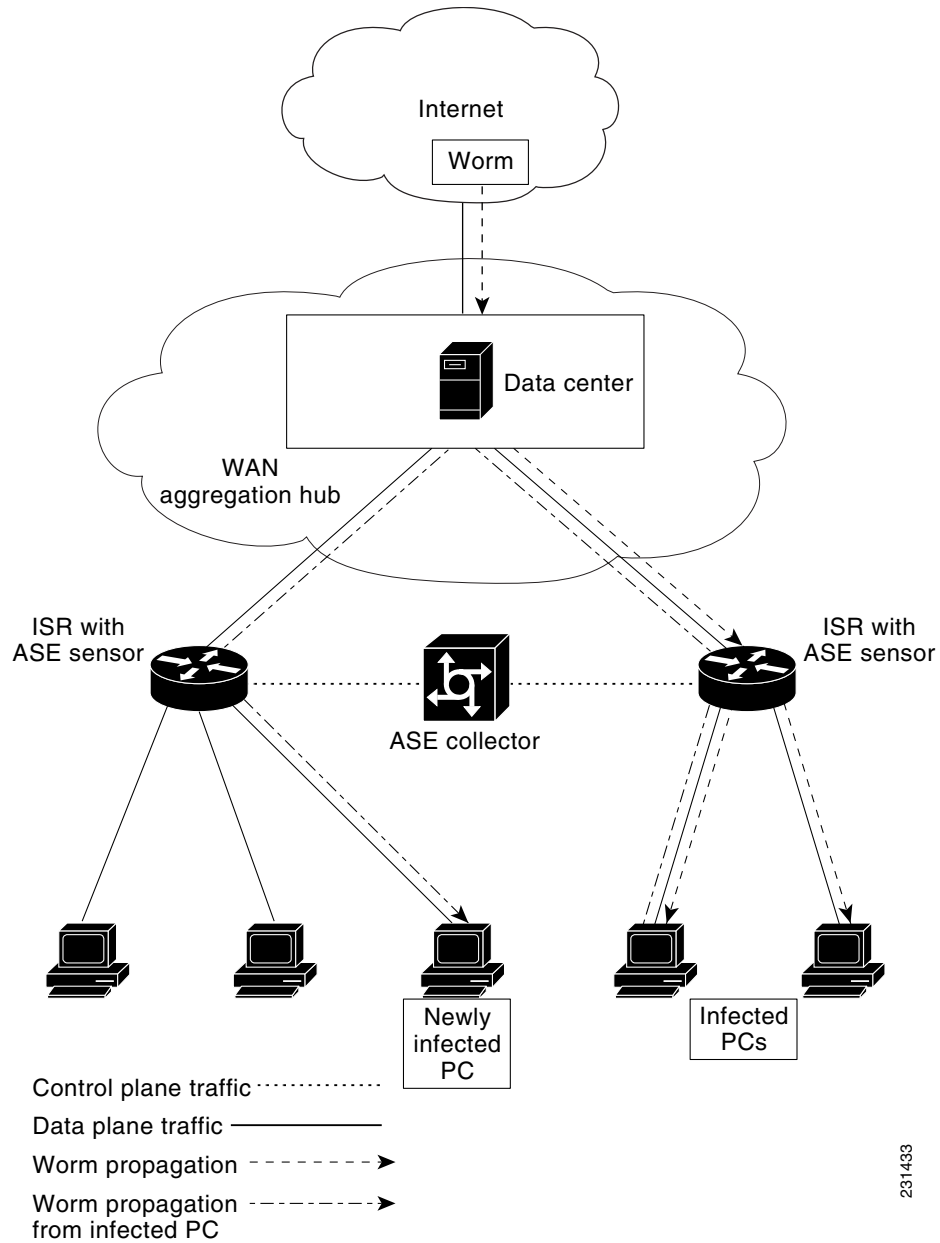 Internet
Worm
Data center
WAN
aggregation hub
ISR with
ASE sensor
ISR with
ASE sensor
ASE collector
Newly
infected
PC
Infected
PCs
Control plane traffic
Data plane traffic
Worm propagation
Worm propagation
from infected PC
231433